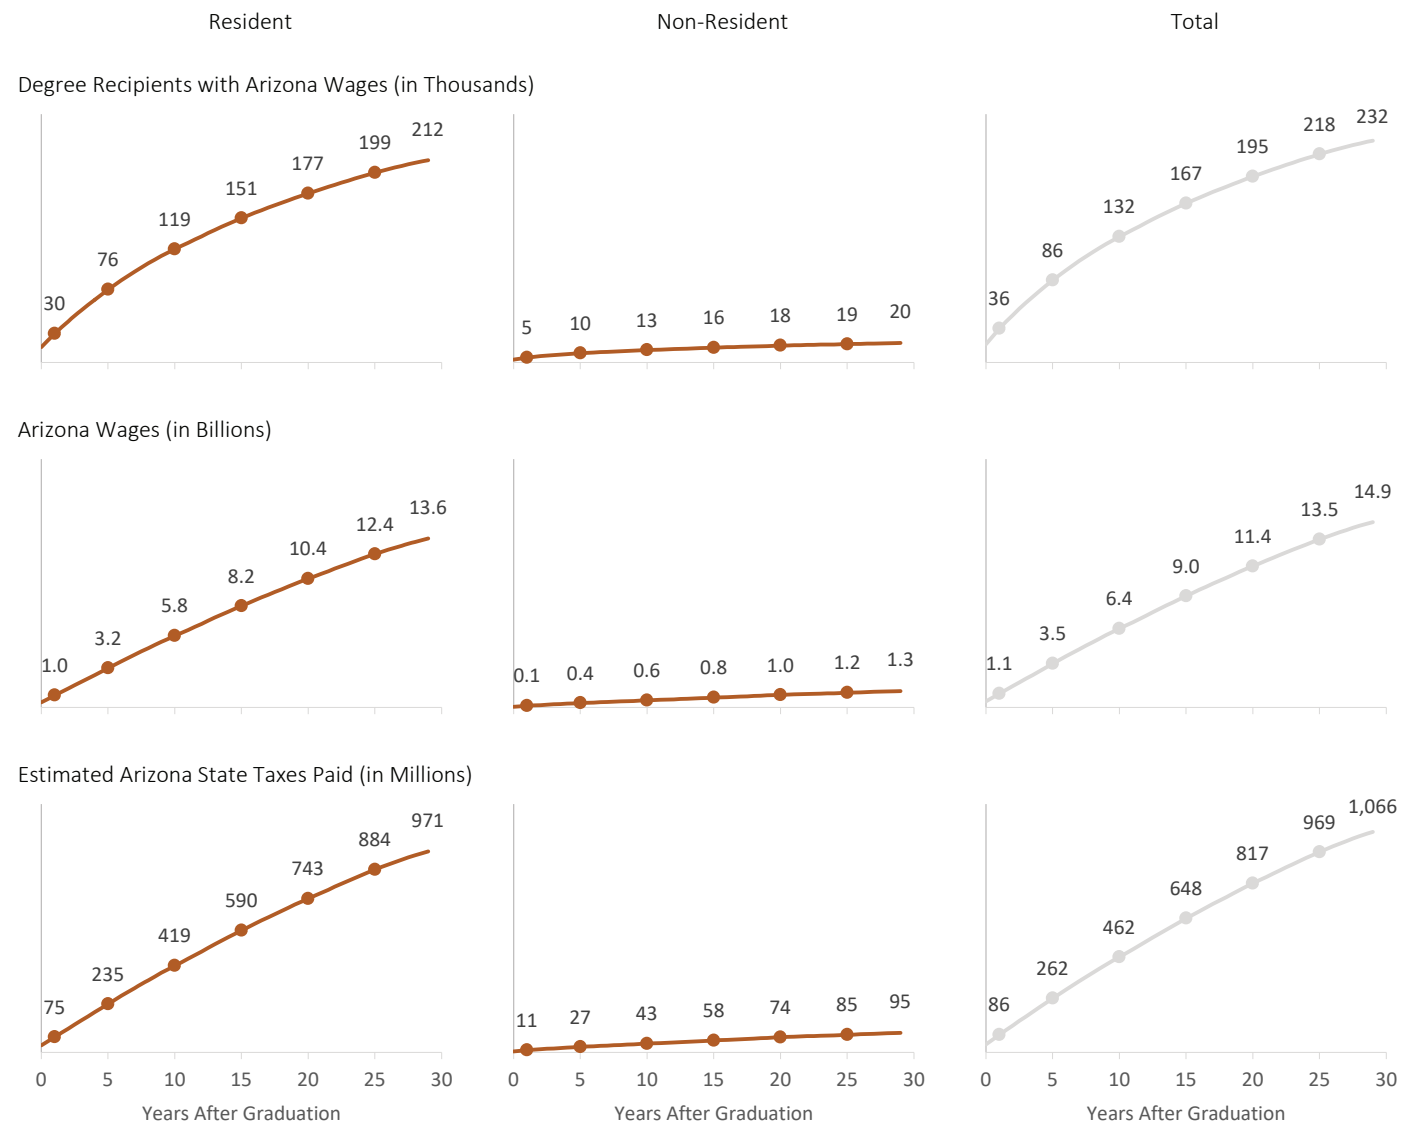 Resident Non-Resident Total
Degree Recipients with Arizona Wages (in Thousands)
30 76 119 151 177 199 212
5 10 13 16 18 19 20
36 86 132 167 195 218 232
Arizona Wages (in Billions)
1.0 3.2 5.8 8.2 10.4 12.4 13.6
0.1 0.4 0.6 0.8 1.0 1.2 1.3
1.1 3.5 6.4 9.0 11.4 13.5 14.9
Estimated Arizona State Taxes Paid (in Millions)
75 235 419 590 743 884 971
11 27 43 58 74 85 95
86 262 462 648 817 969 1,066
0 5 10 15 20 25 30 0 5 10 15 20 25 30 0 5 10 15 20 25 30
Years After Graduation Years After Graduation Years After Graduation